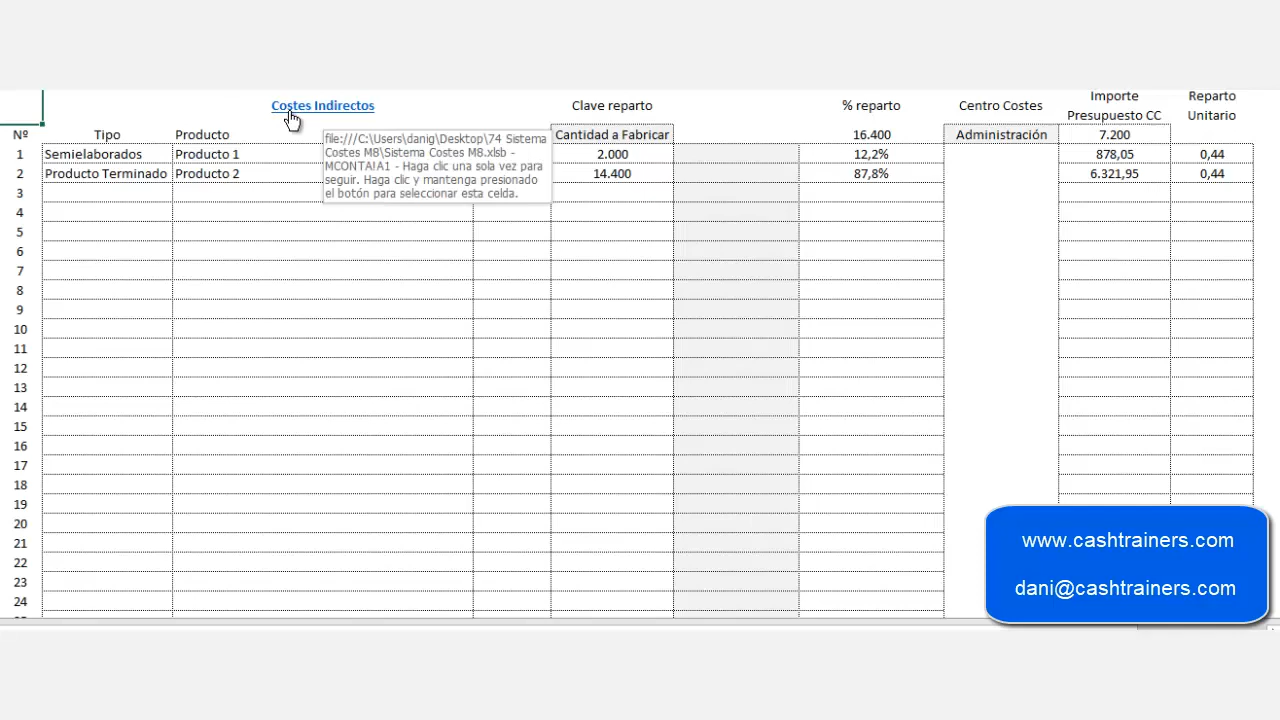 Costes Indirectos Clave reparto % reparto Centro Costes Importe Presupuesto CC Reparto Unitario
Nº Tipo Producto Cantidad a Fabricar 16.400 Administración 7.200
1 Semielaborados Producto 1 2.000 12,2% 878,05 0,44
2 Producto Terminado Producto 2 14.400 87,8% 6.321,95 0,44
file:///C:\Users\danig\Desktop\74 Sistema
Costes M8\Sistema Costes M8.xlsb -
MCONTA!A1 - Haga clic una sola vez para
seguir. Haga clic y mantenga presionado
el botón para seleccionar esta celda.
3
4
5
6
7
8
9
10
11
12
13
14
15
16
17
18
19
20
21
22
23
24
www.cashtrainers.com
dani@cashtrainers.com